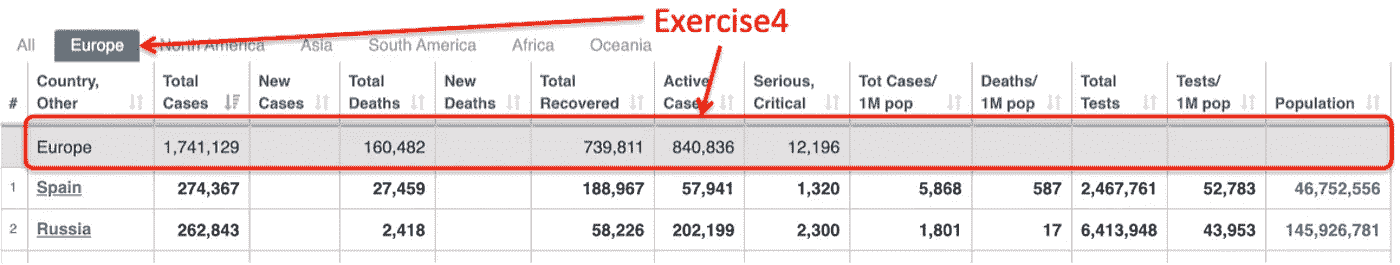 Exercise4
All Europe North America Asia South America Africa Oceania
# Country, Other Total Cases New Cases Total Deaths New Deaths Total Recovered Active Cases Serious, Critical Tot Cases/ 1M pop Deaths/ 1M pop Total Tests Tests/ 1M pop Population
Europe 1,741,129 160,482 739,811 840,836 12,196
1 Spain 274,367 27,459 188,967 57,941 1,320 5,868 587 2,467,761 52,783 46,752,556
2 Russia 262,843 2,418 58,226 202,199 2,300 1,801 17 6,413,948 43,953 145,926,781